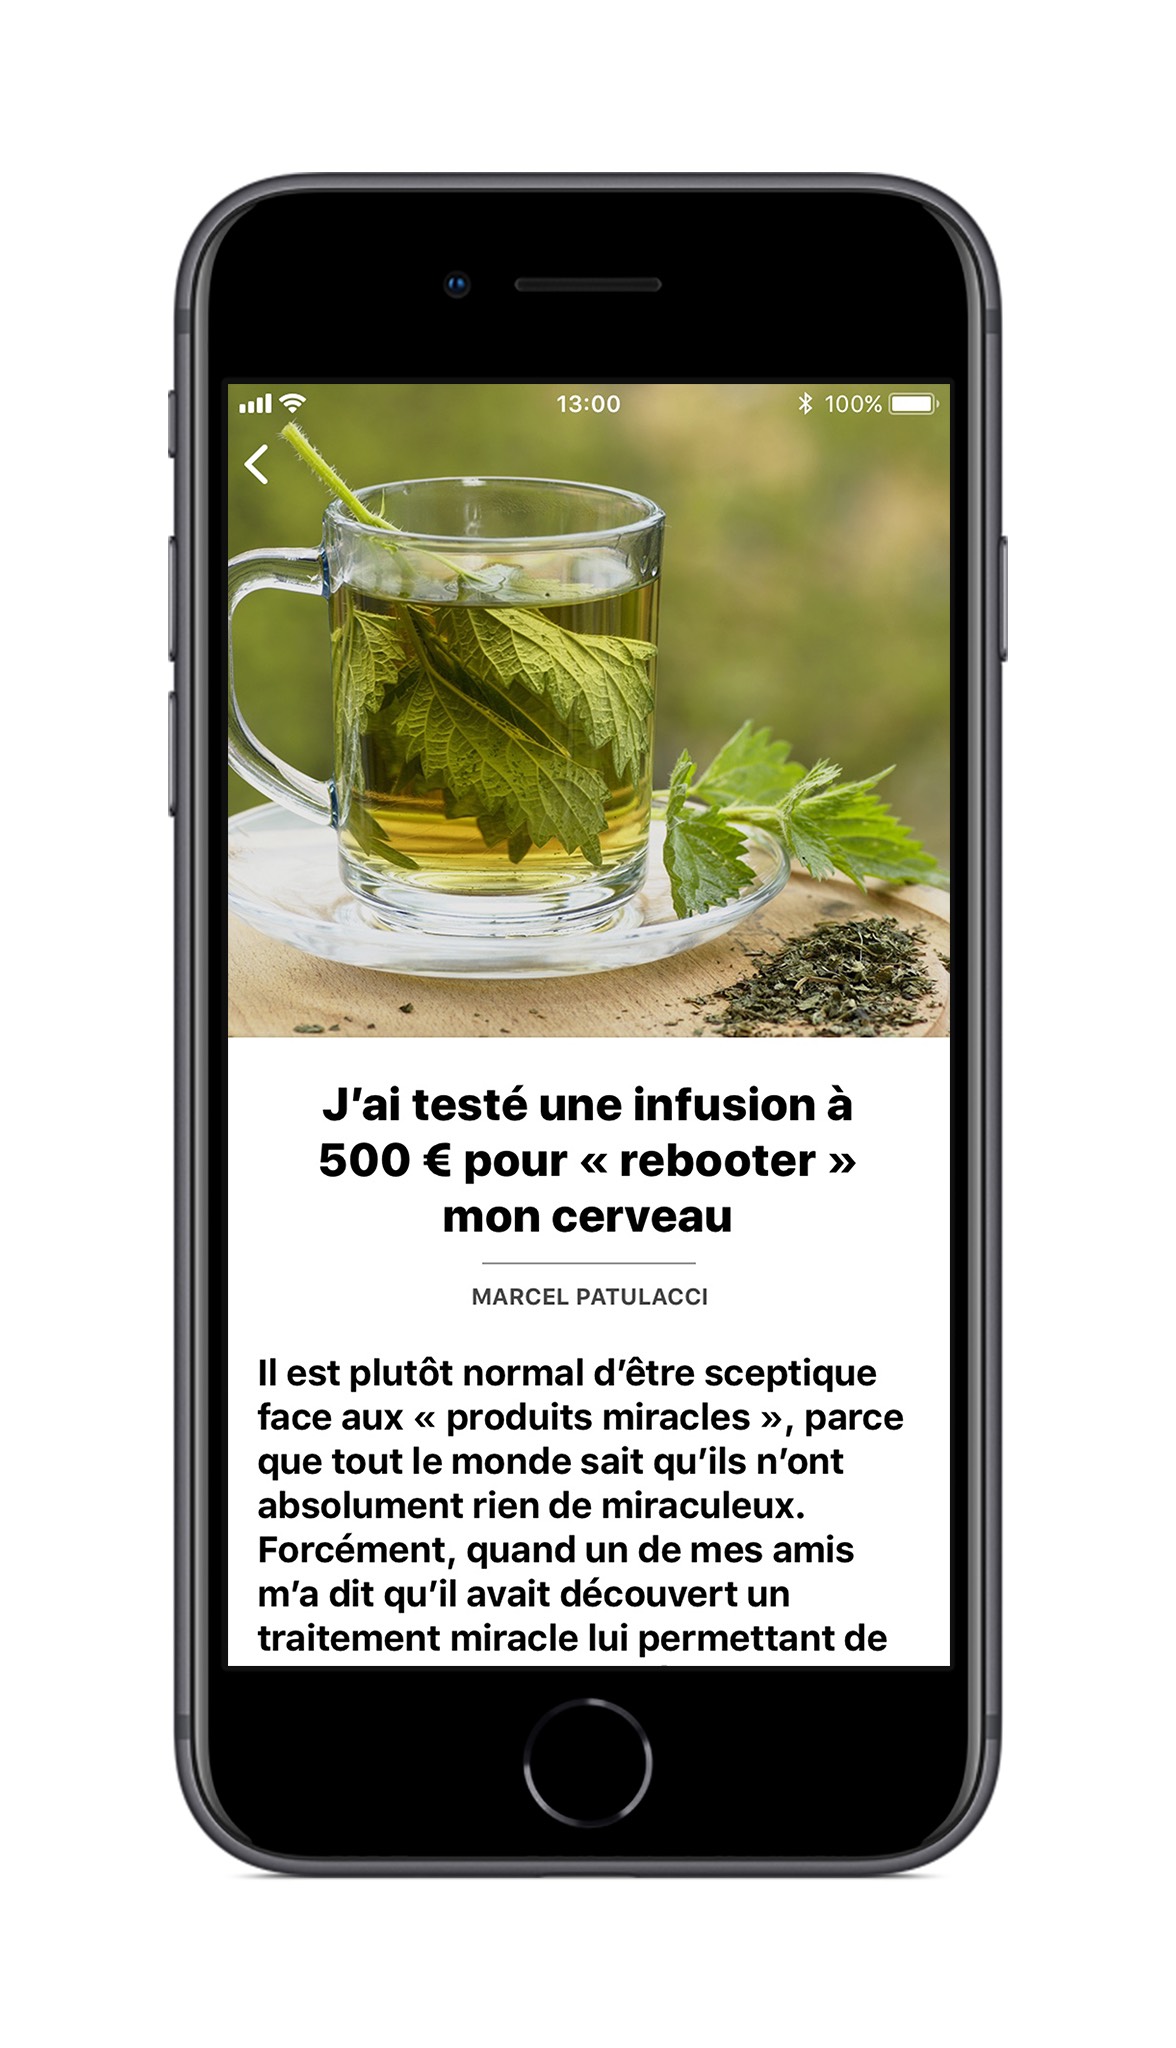 13:00
100%
J’ai testé une infusion à
500 € pour « rebooter »
mon cerveau
MARCEL PATULACCI
Il est plutôt normal d’être sceptique
face aux « produits miracles », parce
que tout le monde sait qu’ils n’ont
absolument rien de miraculeux.
Forcément, quand un de mes amis
m’a dit qu’il avait découvert un
traitement miracle lui permettant de